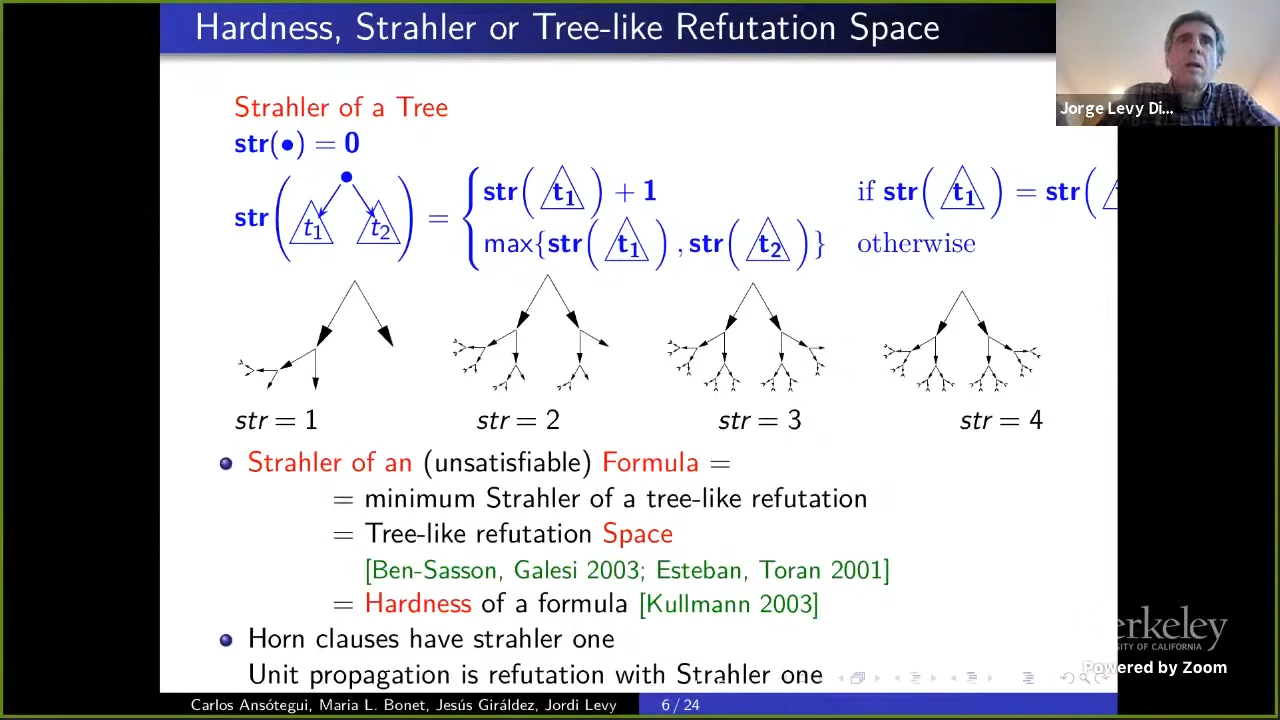 Hardness, Strahler or Tree-like Refutation Space
Jorge Levy Di...
Strahler of a Tree
str(•) = 0
str( t1 t2 ) = { str( t1 ) + 1 if str( t1 ) = str(
max{str( t1 ) , str( t2 )} otherwise
str = 1 str = 2 str = 3 str = 4
Strahler of an (unsatisfiable) Formula =
= minimum Strahler of a tree-like refutation
= Tree-like refutation Space
[Ben-Sasson, Galesi 2003; Esteban, Toran 2001]
= Hardness of a formula [Kullmann 2003]
Horn clauses have strahler one
Unit propagation is refutation with Strahler one
Powered by Zoom
Carlos Ansótegui, Maria L. Bonet, Jesús Giráldez, Jordi Levy 6 / 24